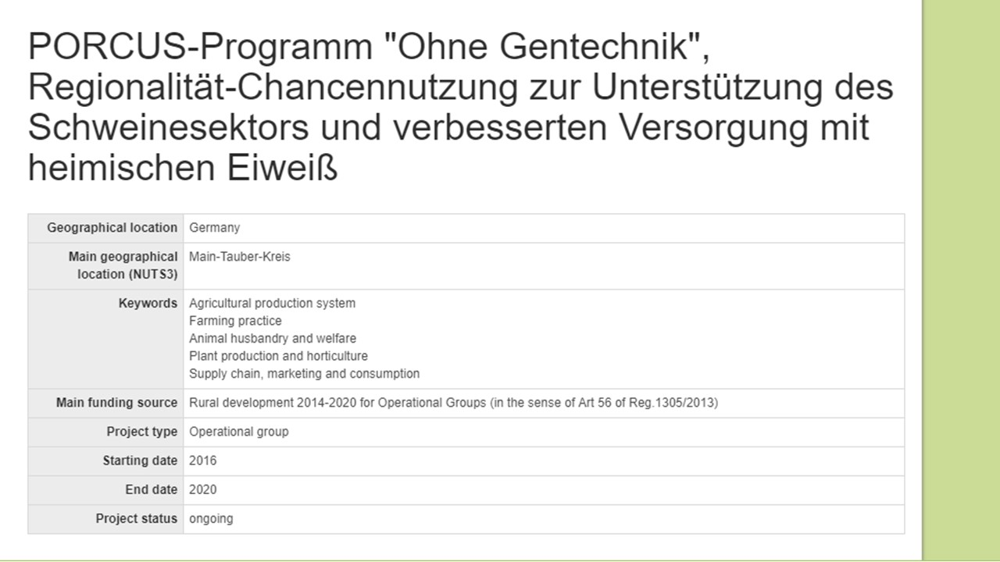 PORCUS-Programm "Ohne Gentechnik",
Regionalität-Chancennutzung zur Unterstützung des
Schweinesektors und verbesserten Versorgung mit
heimischen Eiweiß
Geographical location Germany
Main geographical location (NUTS3) Main-Tauber-Kreis
Keywords Agricultural production system
Farming practice
Animal husbandry and welfare
Plant production and horticulture
Supply chain, marketing and consumption
Main funding source Rural development 2014-2020 for Operational Groups (in the sense of Art 56 of Reg.1305/2013)
Project type Operational group
Starting date 2016
End date 2020
Project status ongoing